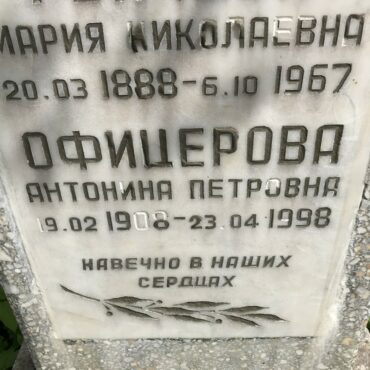 МАРИЯ НИКОЛАЕВНА
20.03 1888-6.10 1967
ОФИЦЕРОВА
АНТОНИНА ПЕТРОВНА
19.02 1908-23.04 1998
НАВЕЧНО В НАШИХ
СЕРДЦАХ